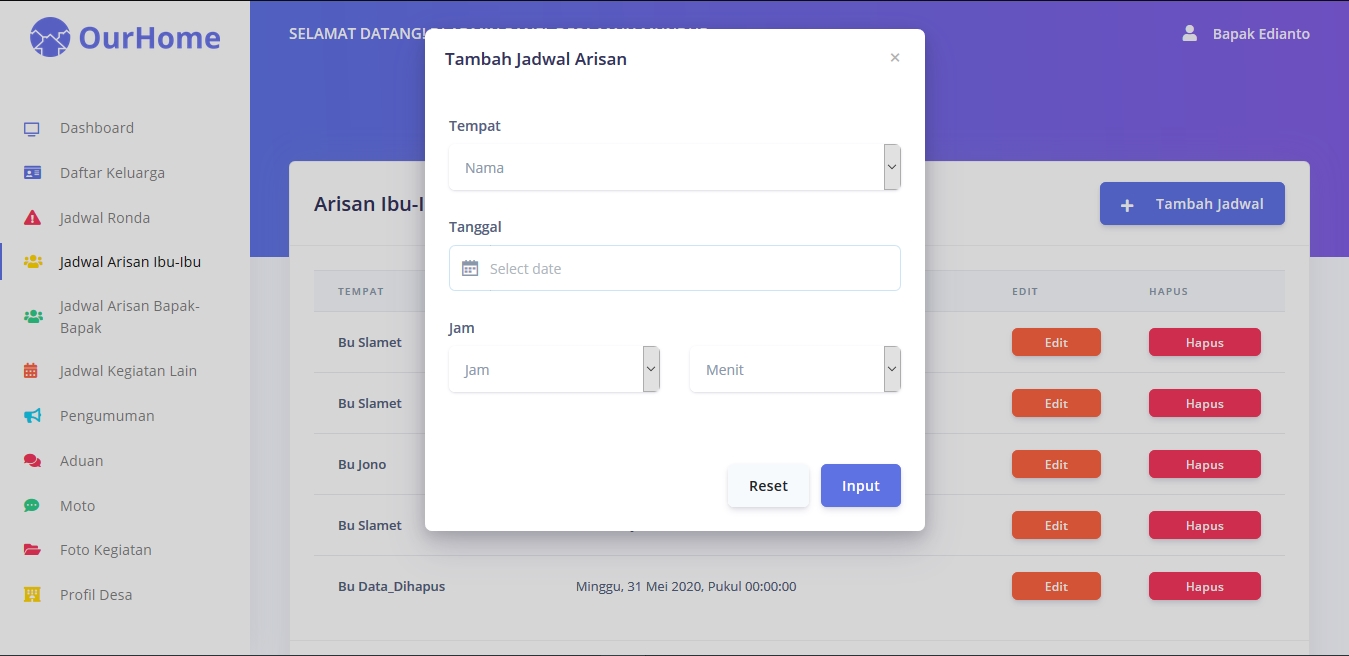 OurHome
SELAMAT DATANG!
Bapak Edianto
Dashboard
Daftar Keluarga
Jadwal Ronda
Jadwal Arisan Ibu-Ibu
Jadwal Arisan Bapak-
Bapak
Jadwal Kegiatan Lain
Pengumuman
Aduan
Moto
Foto Kegiatan
Profil Desa
Tambah Jadwal Arisan
×
Tempat
Nama
Tanggal
Select date
Jam
Jam Menit
Reset Input
Arisan Ibu-I
+ Tambah Jadwal
TEMPAT EDIT HAPUS
Bu Slamet Edit Hapus
Bu Slamet Edit Hapus
Bu Jono Edit Hapus
Bu Slamet Edit Hapus
Bu Data_Dihapus Minggu, 31 Mei 2020, Pukul 00:00:00 Edit Hapus